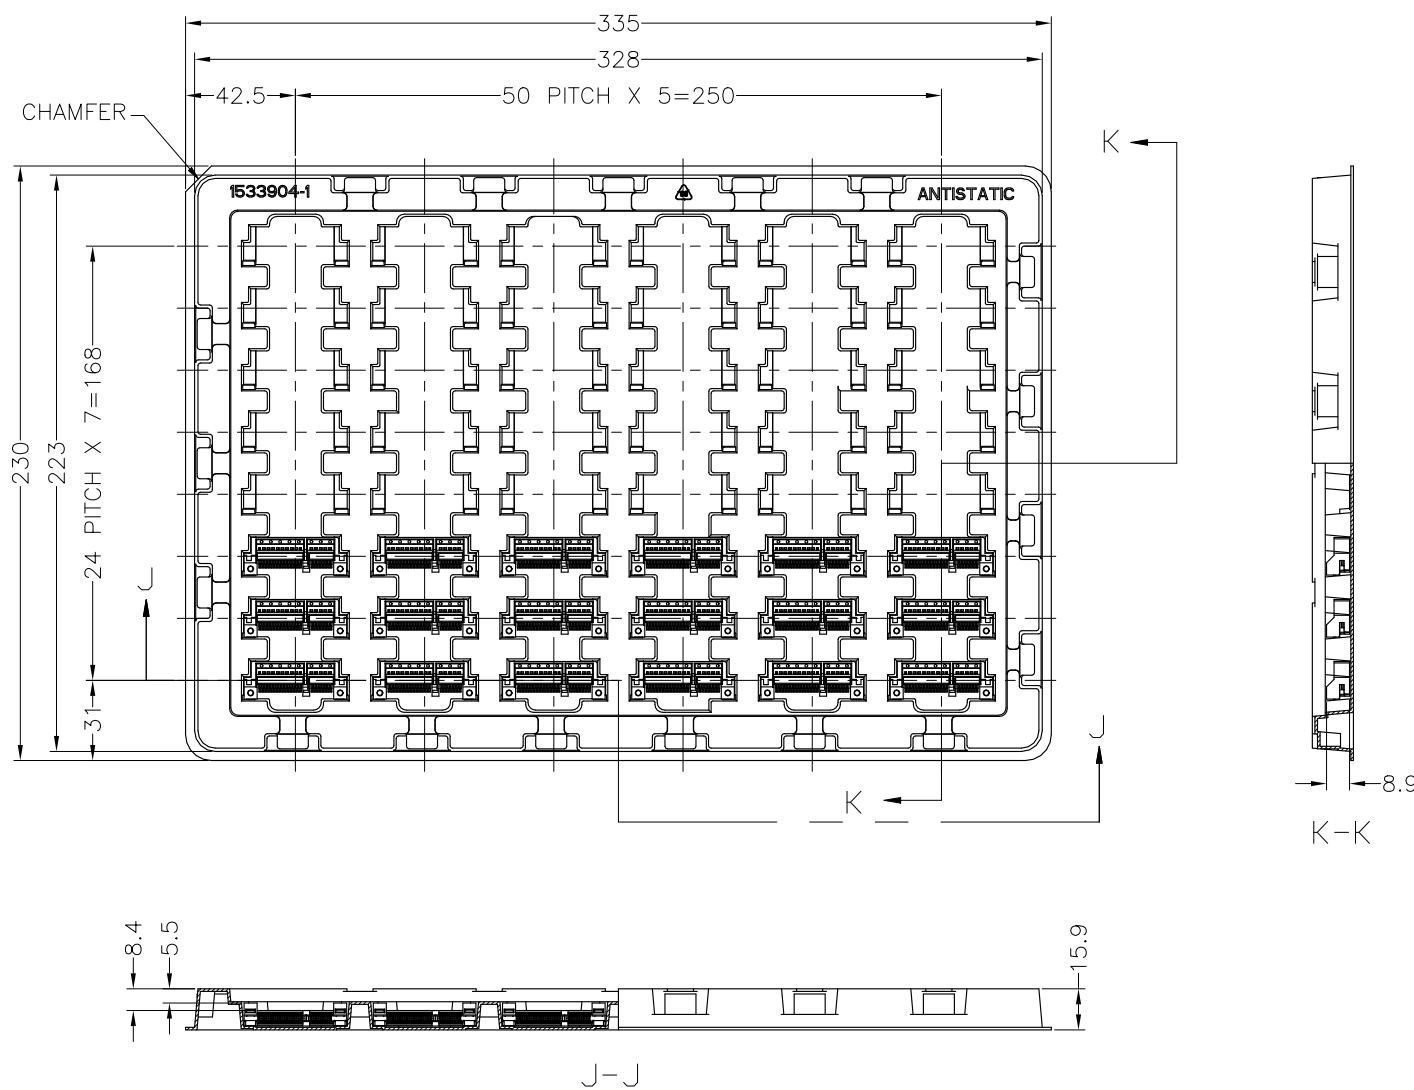 335
328
42.5
50 PITCH X 5=250
CHAMFER
K
1533904-1
ANTISTATIC
230
223
24 PITCH X 7=168
J
31
J
K
8.9
K-K
8.4
5.5
15.9
J-J